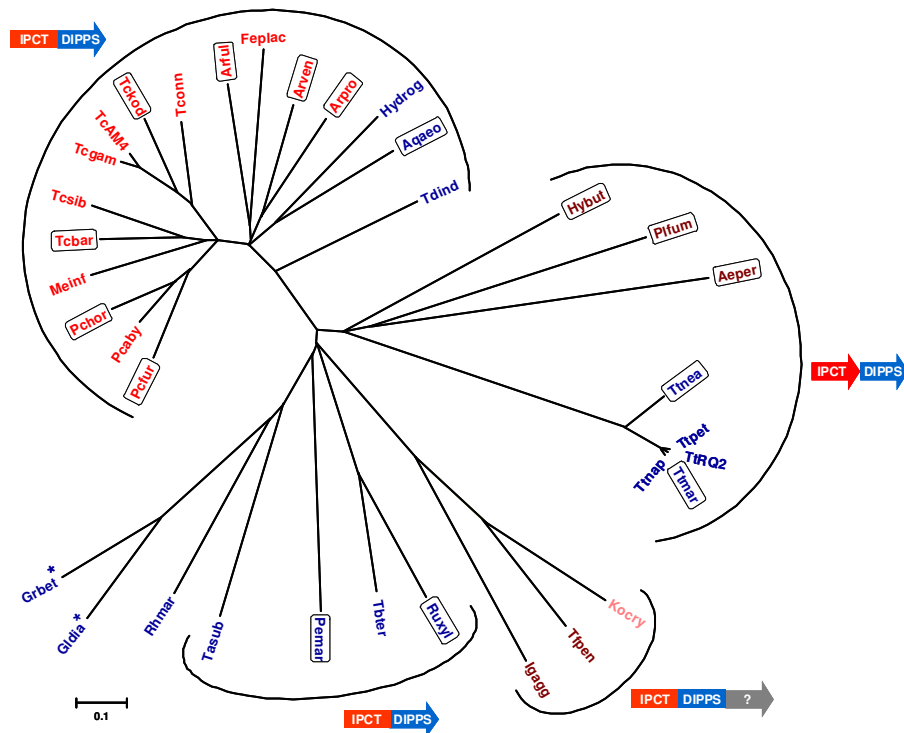 IPCT DIPPS
Feplac
Arful
Arven
Arpro
Hydrog
Aqaeo
Tdind
Tconn
Tckod
TcAM4
Tcgam
Tcsib
Tcbar
Meinf
Pchor
Pcaby
Pcfur
Hybut
Plfum
Aeper
IPCT DIPPS
Ttnea
Ttpet
TtRQ2
Ttnap
Ttmar
Grbet *
Gldia *
Rhmar
Tasub
Pemar
Tbter
Ruxyl
Kocry
Tfpen
Igagg
IPCT DIPPS ?
0.1
IPCT DIPPS